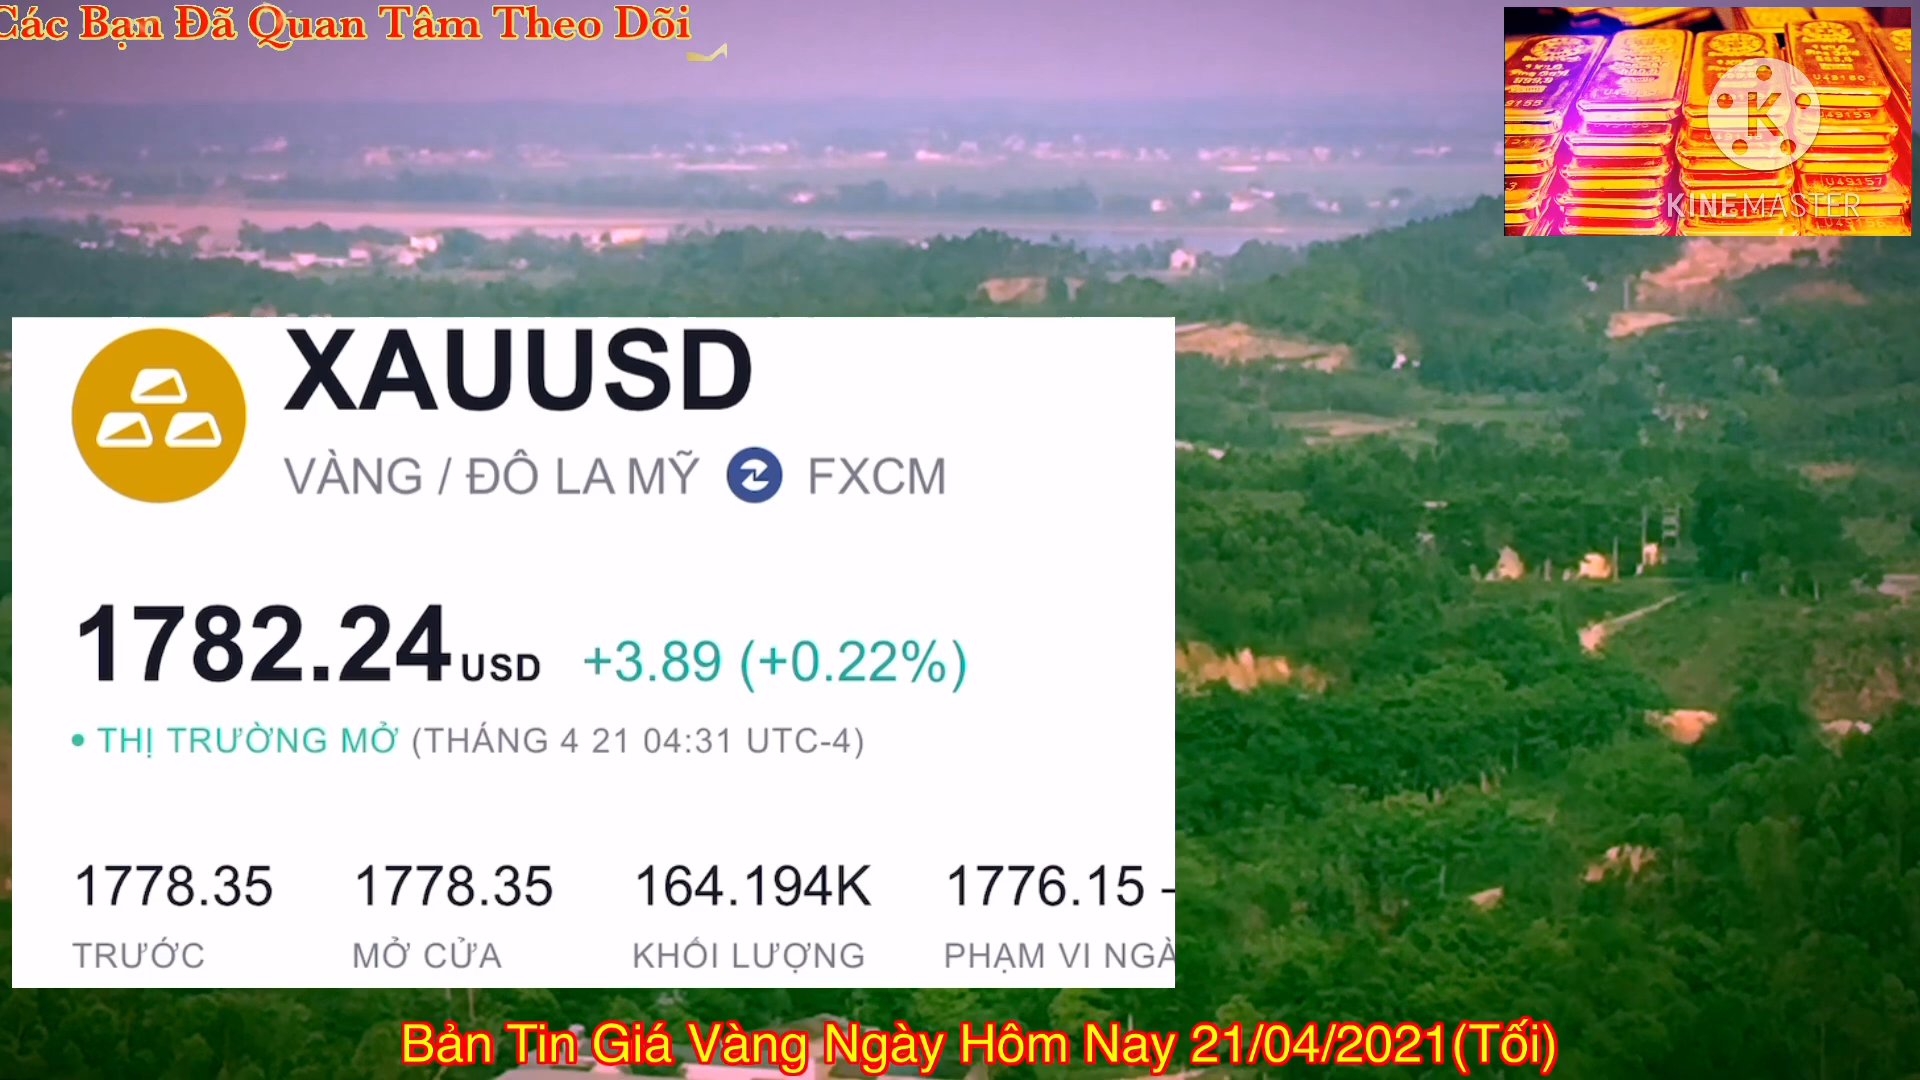 Các Bạn Đã Quan Tâm Theo Dõi
KINEMASTER
XAUUSD
VÀNG / ĐÔ LA MỸ FXCM
1782.24 USD +3.89 (+0.22%)
• THỊ TRƯỜNG MỞ (THÁNG 4 21 04:31 UTC-4)
1778.35 1778.35 164.194K 1776.15 -
TRƯỚC MỞ CỬA KHỐI LƯỢNG PHẠM VI NGÀ
Bản Tin Giá Vàng Ngày Hôm Nay 21/04/2021(Tối)